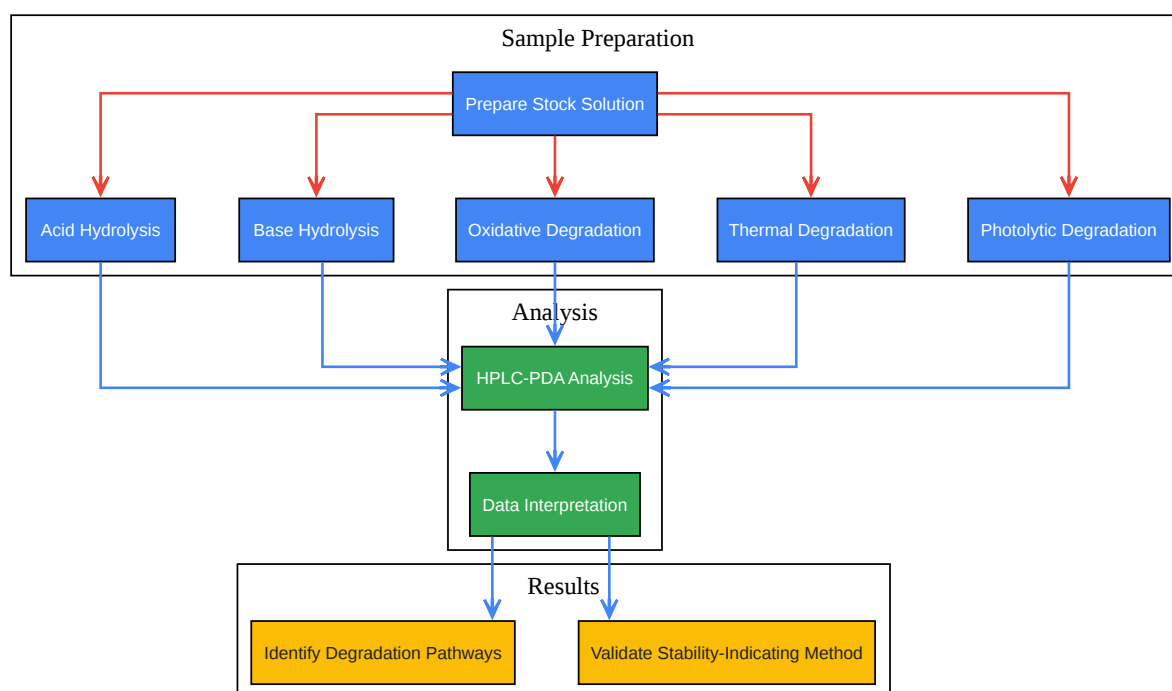 Sample Preparation
Prepare Stock Solution
Acid Hydrolysis
Base Hydrolysis
Oxidative Degradation
Thermal Degradation
Photolytic Degradation
Analysis
HPLC-PDA Analysis
Data Interpretation
Results
Identify Degradation Pathways
Validate Stability-Indicating Method